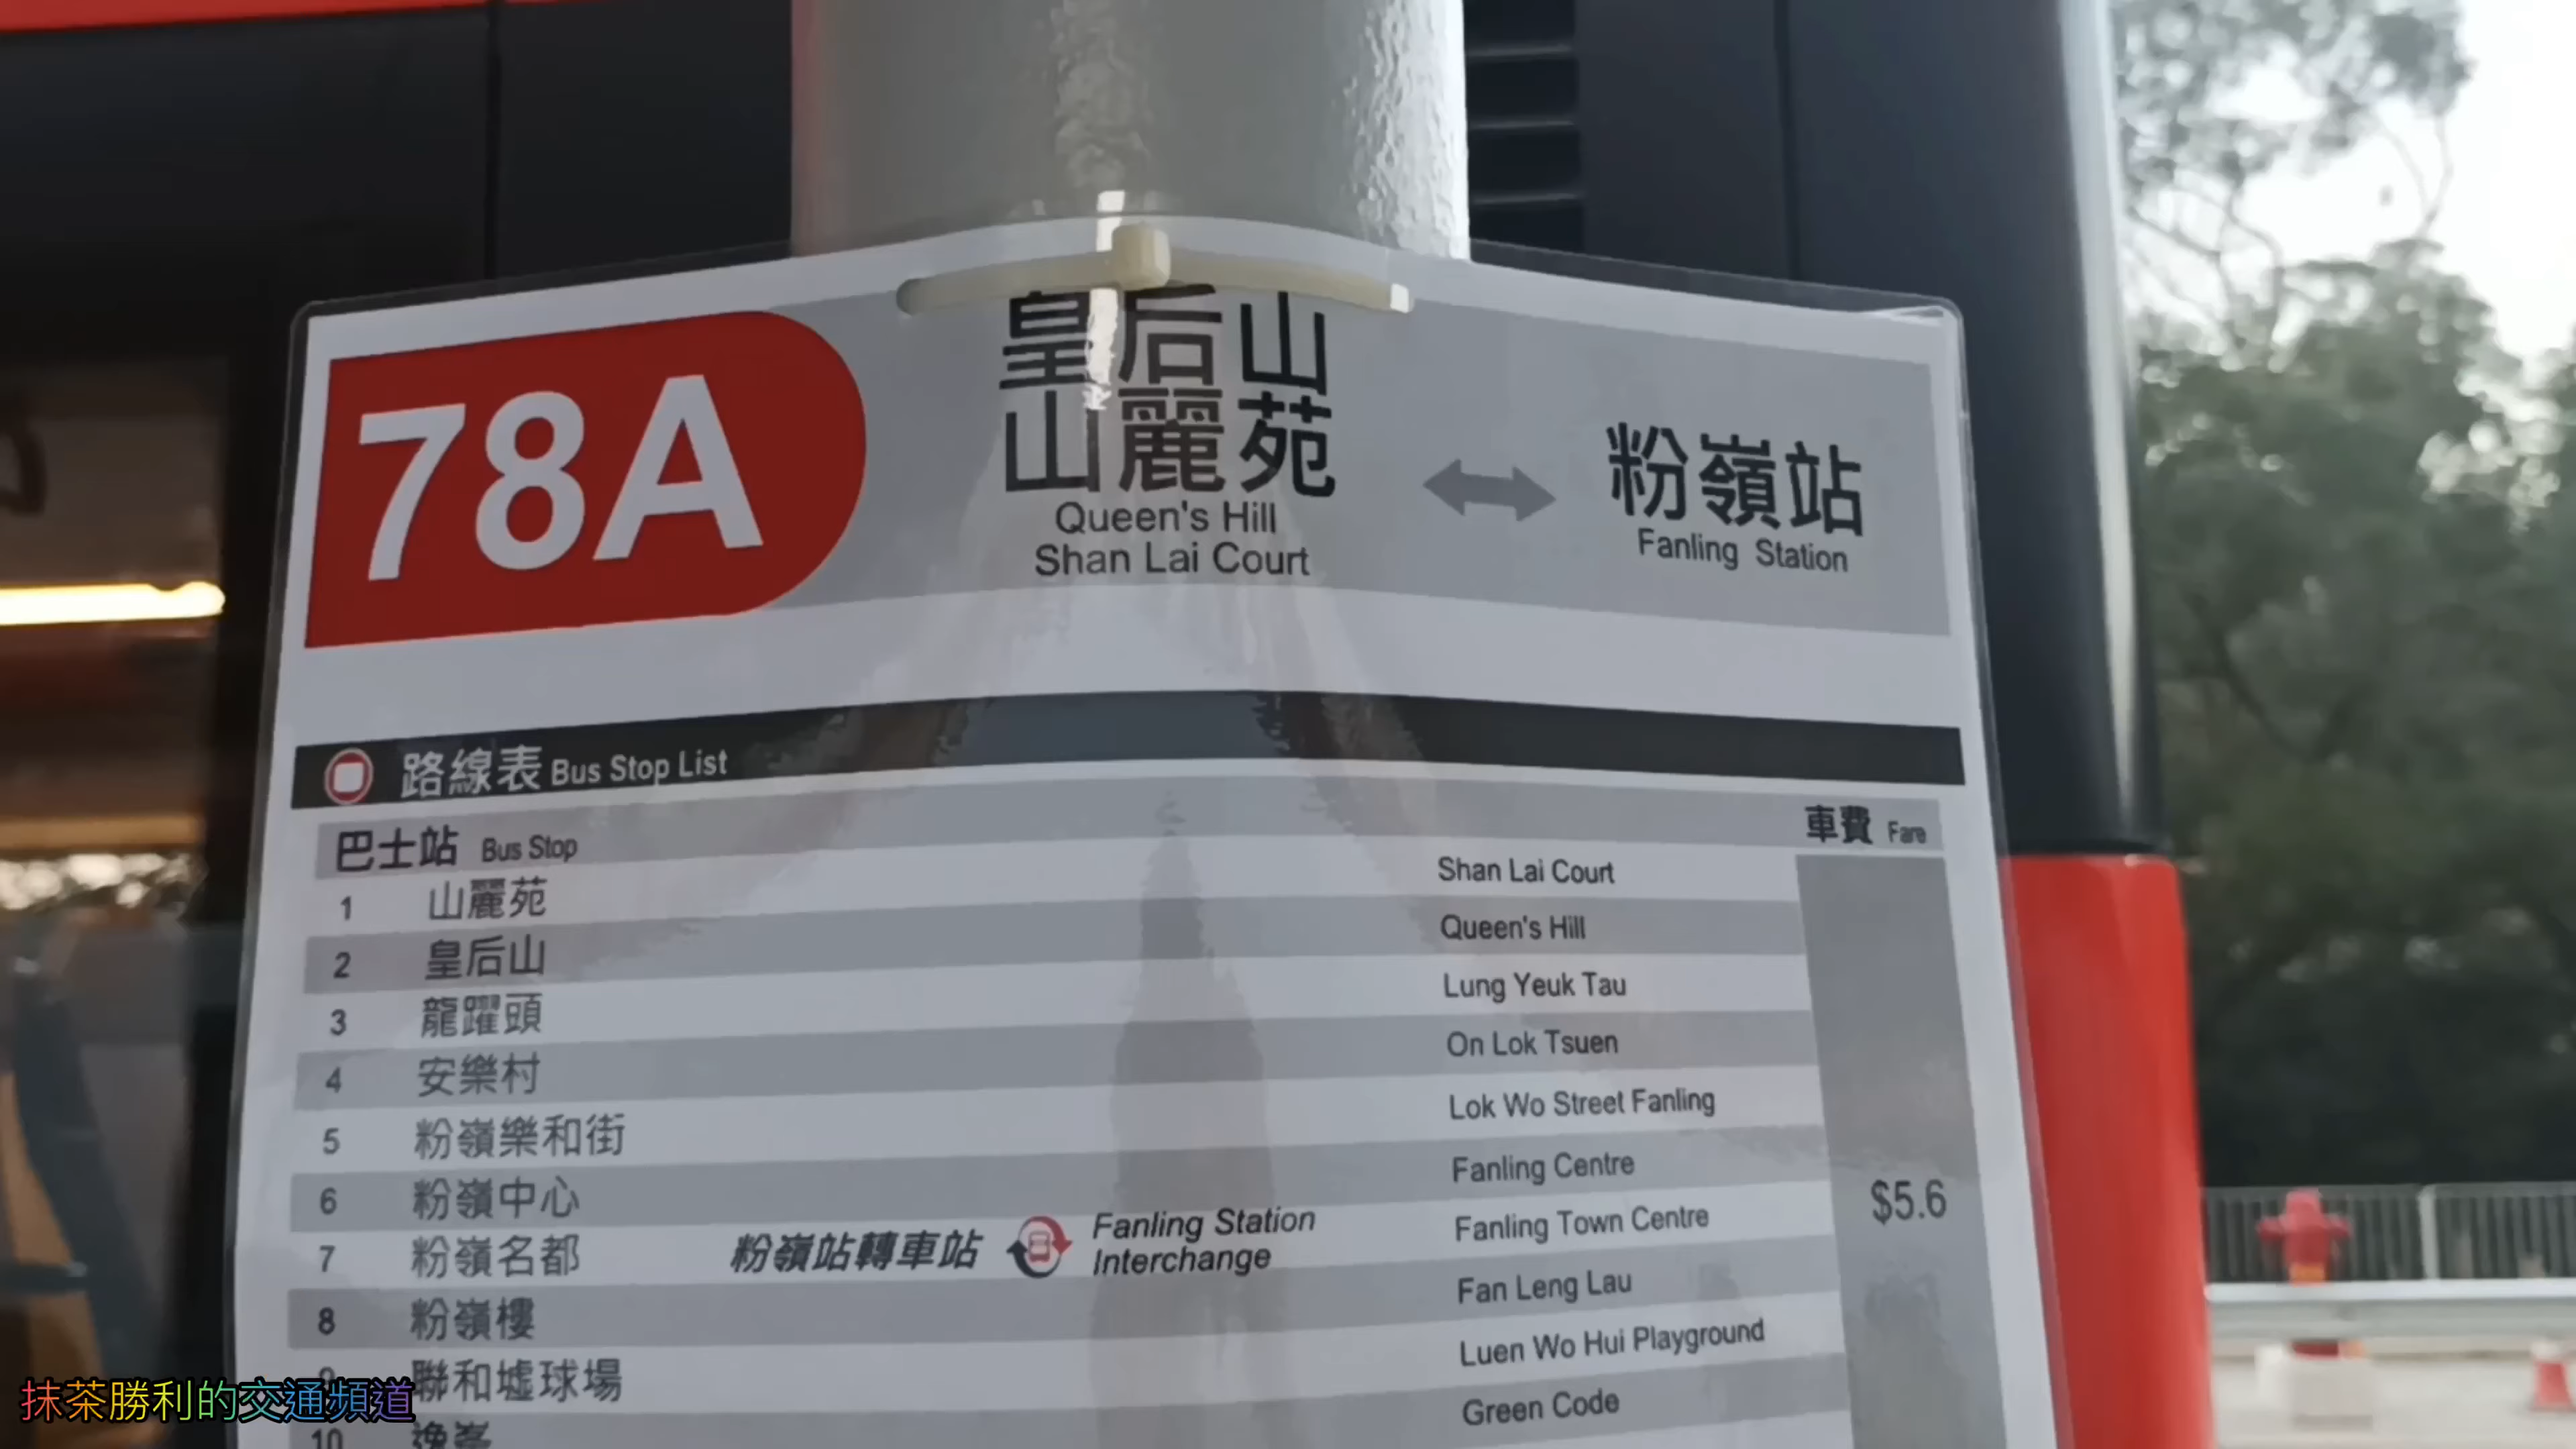 78A
皇后山
山麗苑
Queen's Hill
Shan Lai Court
粉嶺站
Fanling Station
路線表 Bus Stop List
巴士站 Bus Stop
車費 Fare
1 山麗苑 Shan Lai Court
2 皇后山 Queen's Hill
3 龍躍頭 Lung Yeuk Tau
4 安樂村 On Lok Tsuen
5 粉嶺樂和街 Lok Wo Street Fanling
6 粉嶺中心 Fanling Centre
7 粉嶺名都 粉嶺站轉車站 Fanling Station Interchange Fanling Town Centre
$5.6
8 粉嶺樓 Fan Leng Lau
9 聯和墟球場 Luen Wo Hui Playground
10 逸峯 Green Code
抹茶勝利的交通頻道